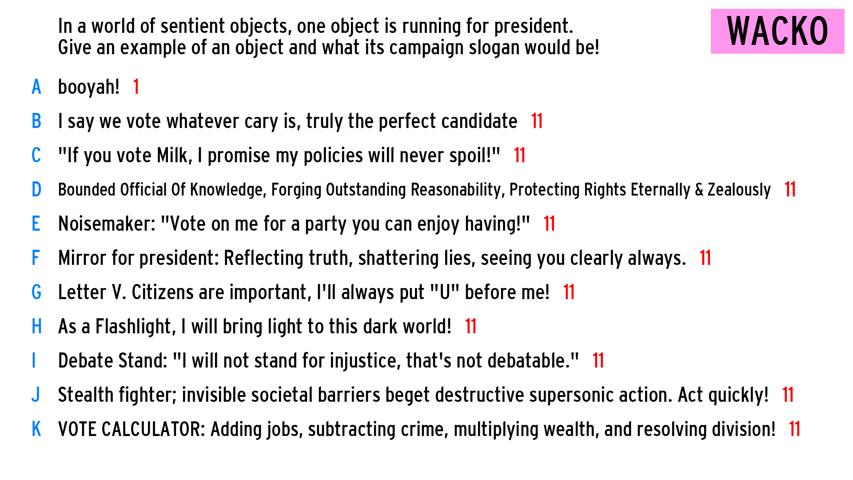 In a world of sentient objects, one object is running for president.
Give an example of an object and what its campaign slogan would be!
WACKO
A booyah! 1
B I say we vote whatever cary is, truly the perfect candidate 11
C "If you vote Milk, I promise my policies will never spoil!" 11
D Bounded Official Of Knowledge, Forging Outstanding Reasonability, Protecting Rights Eternally & Zealously 11
E Noisemaker: "Vote on me for a party you can enjoy having!" 11
F Mirror for president: Reflecting truth, shattering lies, seeing you clearly always. 11
G Letter V. Citizens are important, I'll always put "U" before me! 11
H As a Flashlight, I will bring light to this dark world! 11
I Debate Stand: "I will not stand for injustice, that's not debatable." 11
J Stealth fighter; invisible societal barriers beget destructive supersonic action. Act quickly! 11
K VOTE CALCULATOR: Adding jobs, subtracting crime, multiplying wealth, and resolving division! 11